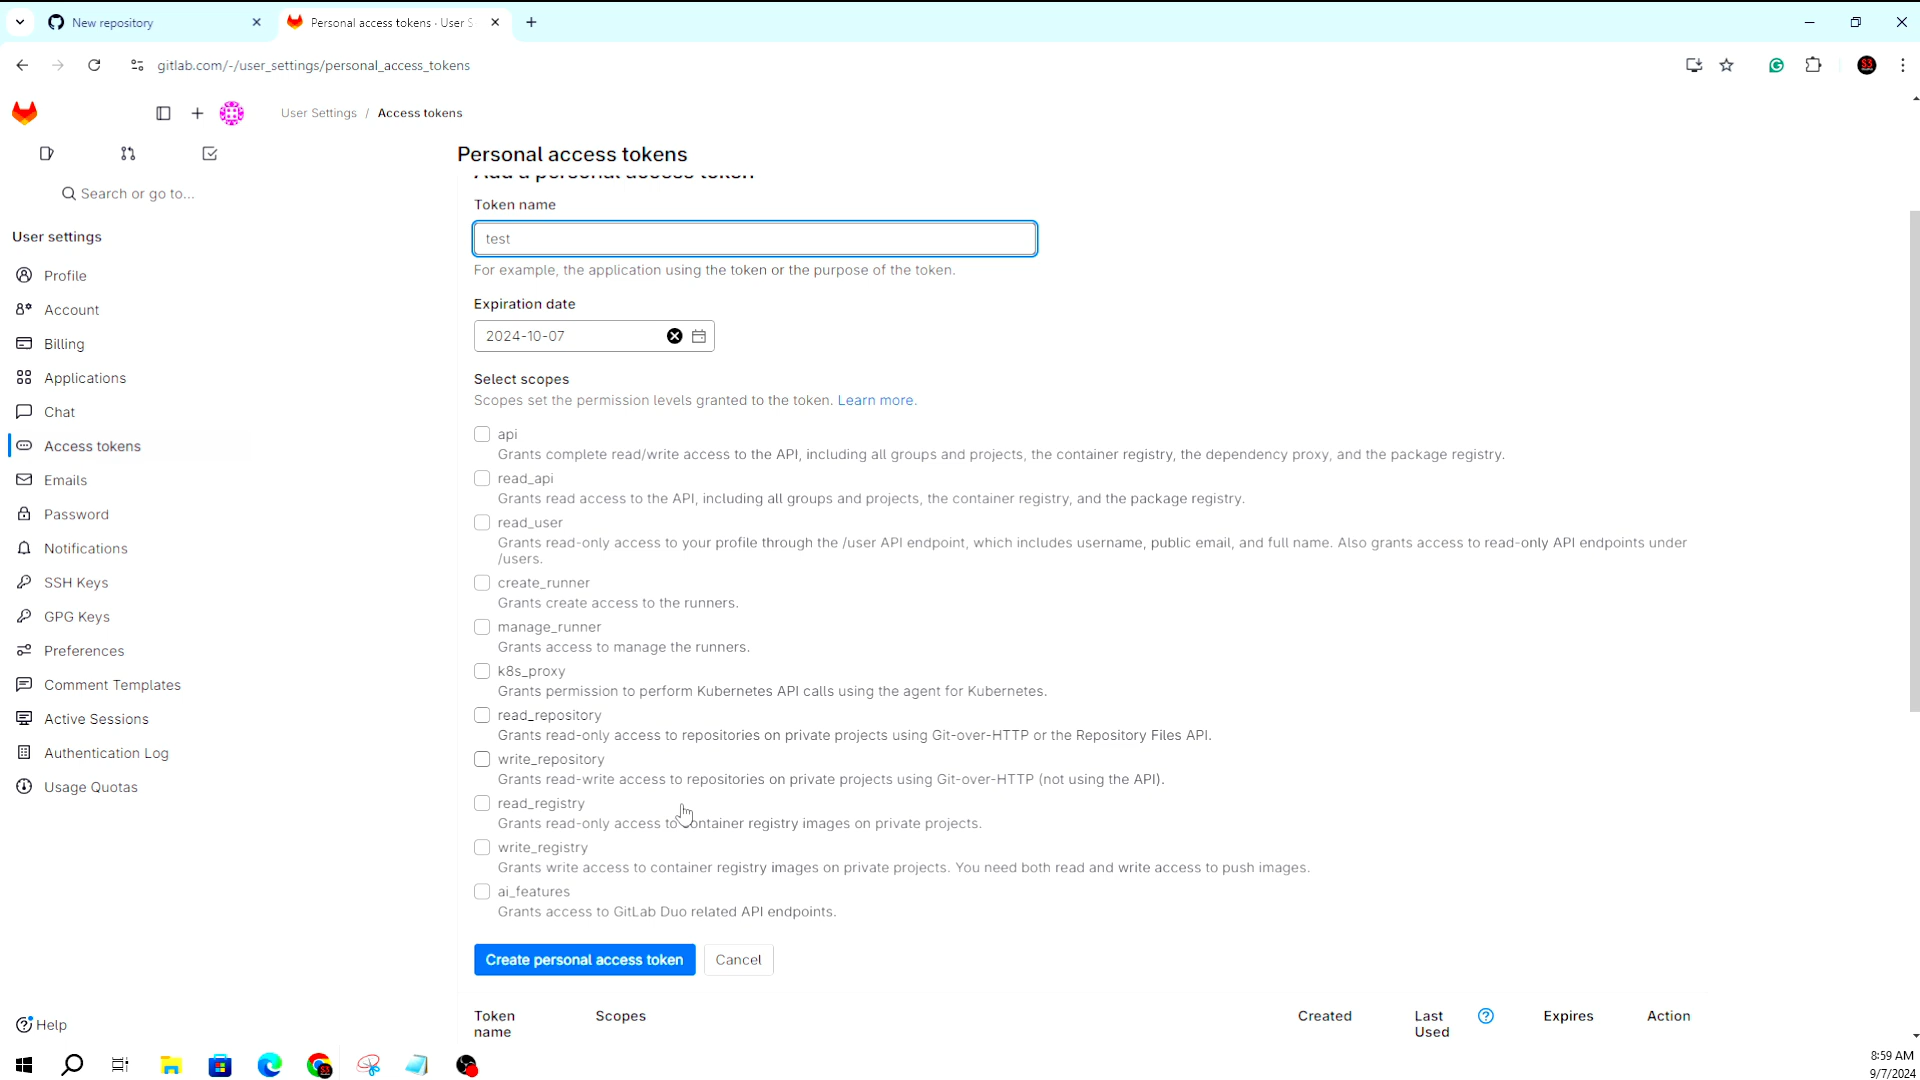 New repository
Personal access tokens · User S
gitlab.com/-/user_settings/personal_access_tokens
User Settings / Access tokens
Search or go to...
User settings
Profile
Account
Billing
Applications
Chat
Access tokens
Emails
Password
Notifications
SSH Keys
GPG Keys
Preferences
Comment Templates
Active Sessions
Authentication Log
Usage Quotas
Help
Personal access tokens
Add a personal access token
Token name
test
For example, the application using the token or the purpose of the token.
Expiration date
2024-10-07
Select scopes
Scopes set the permission levels granted to the token. Learn more.
api
Grants complete read/write access to the API, including all groups and projects, the container registry, the dependency proxy, and the package registry.
read_api
Grants read access to the API, including all groups and projects, the container registry, and the package registry.
read_user
Grants read-only access to your profile through the /user API endpoint, which includes username, public email, and full name. Also grants access to read-only API endpoints under
/users.
create_runner
Grants create access to the runners.
manage_runner
Grants access to manage the runners.
k8s_proxy
Grants permission to perform Kubernetes API calls using the agent for Kubernetes.
read_repository
Grants read-only access to repositories on private projects using Git-over-HTTP or the Repository Files API.
write_repository
Grants read-write access to repositories on private projects using Git-over-HTTP (not using the API).
read_registry
Grants read-only access to container registry images on private projects.
write_registry
Grants write access to container registry images on private projects. You need both read and write access to push images.
ai_features
Grants access to GitLab Duo related API endpoints.
Create personal access token Cancel
Token name Scopes Created Last Used Expires Action
8:59 AM
9/7/2024